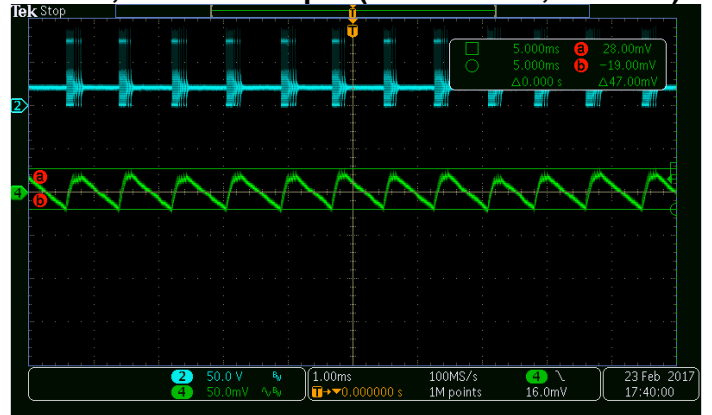 Tek Stop
T
T
5.000ms a 28.00mV
5.000ms b −19.00mV
Δ0.000 s Δ47.00mV
2
a
4
b
2 50.0 V BW 1.00ms 100MS/s 4 23 Feb 2017
4 50.0mV BW T→▼0.000000 s 1M points 16.0mV 17:40:00